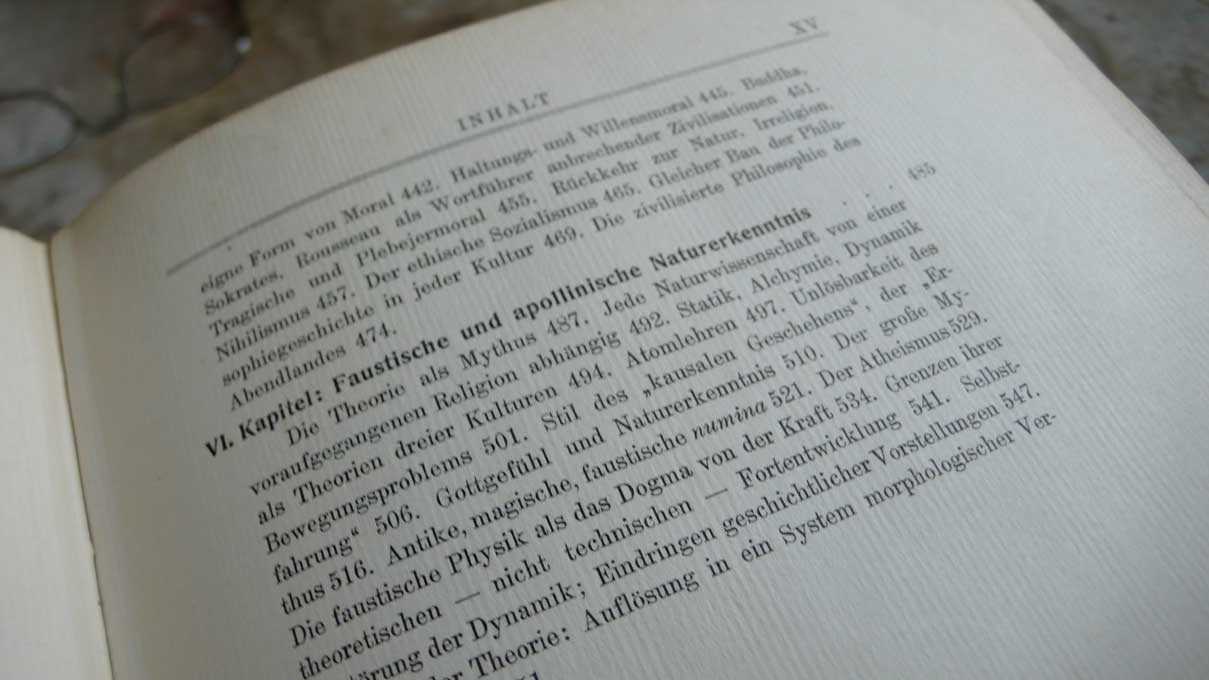 XV
INHALT
eigne Form von Moral 442. Haltungs- und Willensmoral 445. Buddha,
Sokrates, Rousseau als Wortführer anbrechender Zivilisationen 451.
Tragische und Plebejermoral 455. Rückkehr zur Natur, Irreligion,
Nihilismus 457. Der ethische Sozialismus 465. Gleicher Bau der Philo-
sophiegeschichte in jeder Kultur 469. Die zivilisierte Philosophie des
Abendlandes 474.
VI. Kapitel: Faustische und apollinische Naturerkenntnis . . . 485
Die Theorie als Mythus 487. Jede Naturwissenschaft von einer
voraufgegangenen Religion abhängig 492. Statik, Alchymie, Dynamik
als Theorien dreier Kulturen 494. Atomlehren 497. Unlösbarkeit des
Bewegungsproblems 501. Stil des „kausalen Geschehens“, der „Er-
fahrung“ 506. Gottgefühl und Naturerkenntnis 510. Der große My-
thus 516. Antike, magische, faustische numina 521. Der Atheismus 529.
Die faustische Physik als das Dogma von der Kraft 534. Grenzen ihrer
theoretischen — nicht technischen — Fortentwicklung 541. Selbst-
störung der Dynamik; Eindringen geschichtlicher Vorstellungen 547.
Theorie: Auflösung in ein System morphologischer Ver-